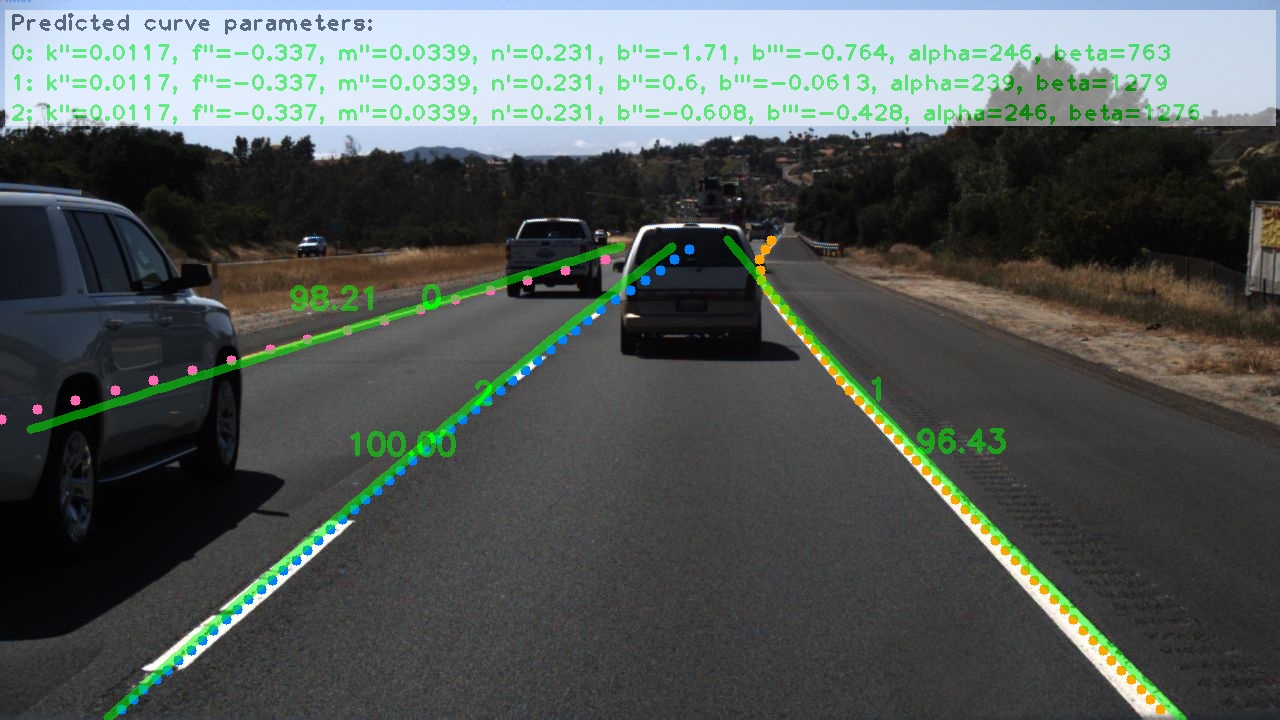 Predicted curve parameters:
0: k''=0.0117, f''=-0.337, m''=0.0339, n'=0.231, b''=-1.71, b'''=-0.764, alpha=246, beta=763
1: k''=0.0117, f''=-0.337, m''=0.0339, n'=0.231, b''=0.6, b'''=-0.0613, alpha=239, beta=1279
2: k''=0.0117, f''=-0.337, m''=0.0339, n'=0.231, b''=-0.608, b'''=-0.428, alpha=246, beta=1276
98.21 0
2 1
100.00 96.43